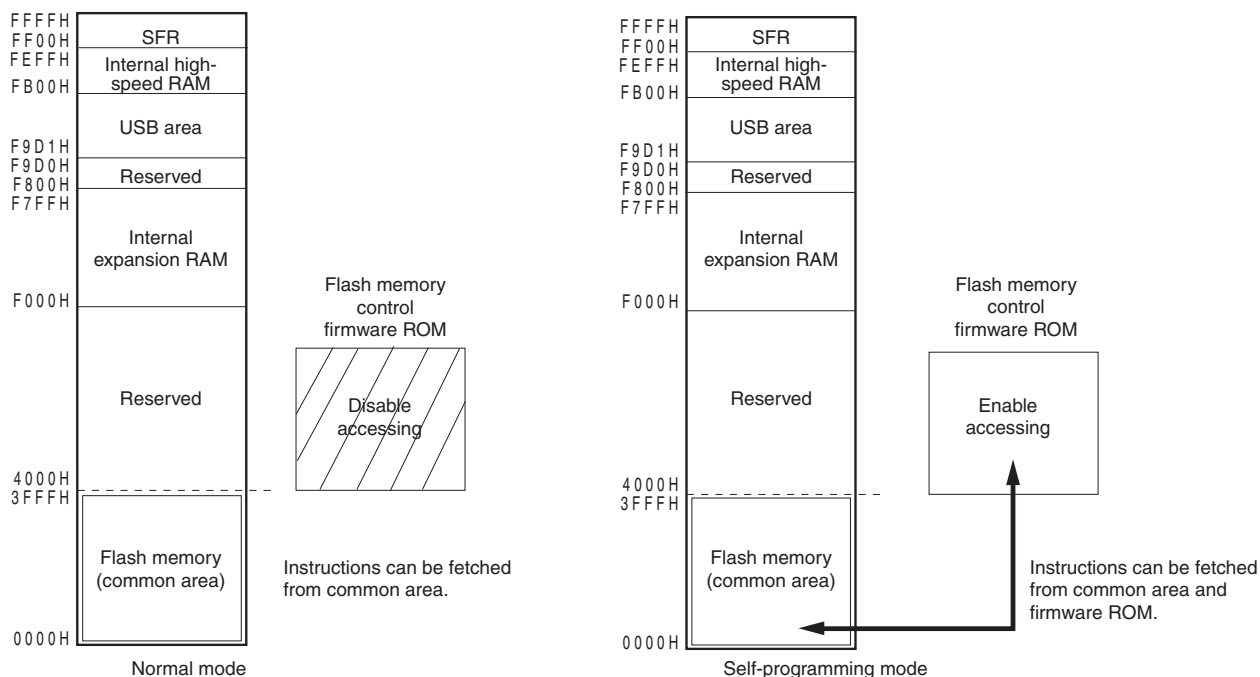 FFFFH
FF00H
SFR
FEFFH
Internal high-
speed RAM
FB00H
USB area
F9D1H
F9D0H
Reserved
F800H
F7FFH
Internal
expansion RAM
F000H
Reserved
4000H
3FFFH
Flash memory
(common area)
0000H
Flash memory
control
firmware ROM
Disable
accessing
Instructions can be fetched
from common area.
Normal mode
FFFFH
FF00H
SFR
FEFFH
Internal high-
speed RAM
FB00H
USB area
F9D1H
F9D0H
Reserved
F800H
F7FFH
Internal
expansion RAM
F000H
Reserved
4000H
3FFFH
Flash memory
(common area)
0000H
Flash memory
control
firmware ROM
Enable
accessing
Instructions can be fetched
from common area and
firmware ROM.
Self-programming mode